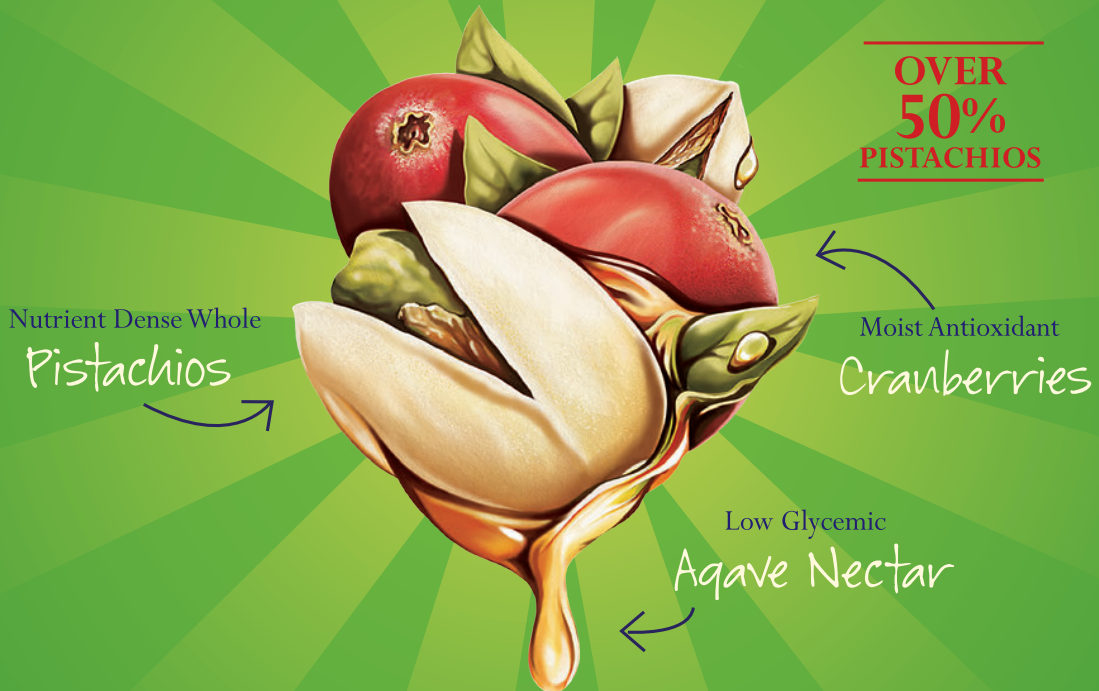 OVER
50%
PISTACHIOS
Nutrient Dense Whole
Pistachios
Moist Antioxidant
Cranberries
Low Glycemic
Agave Nectar